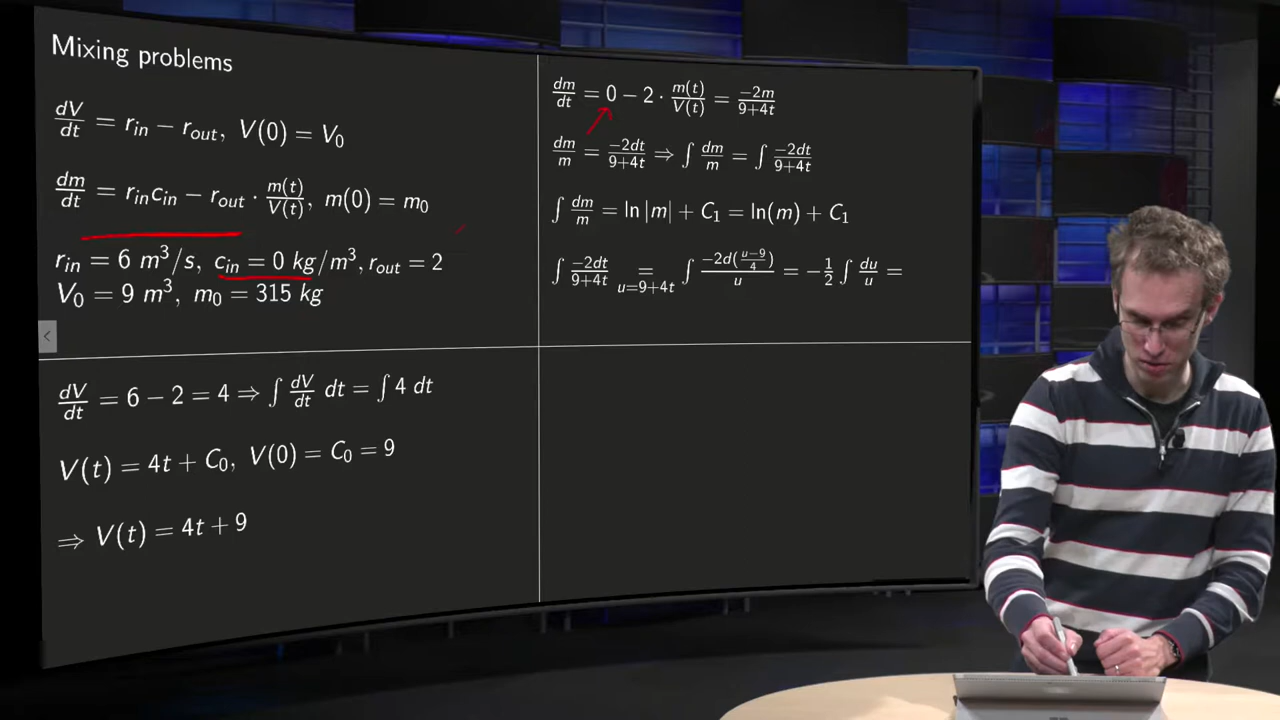 Mixing problems
dV/dt = r_in − r_out, V(0) = V_0
dm/dt = r_in c_in − r_out · m(t)/V(t), m(0) = m_0
r_in = 6 m^3/s, c_in = 0 kg/m^3, r_out = 2
V_0 = 9 m^3, m_0 = 315 kg
dV/dt = 6 − 2 = 4 ⇒ ∫ dV/dt dt = ∫ 4 dt
V(t) = 4t + C_0, V(0) = C_0 = 9
⇒ V(t) = 4t + 9
dm/dt = 0 − 2 · m(t)/V(t) = −2m/(9+4t)
dm/m = −2dt/(9+4t) ⇒ ∫ dm/m = ∫ −2dt/(9+4t)
∫ dm/m = ln |m| + C_1 = ln(m) + C_1
∫ −2dt/(9+4t) =_{u=9+4t} ∫ −2d((u−9)/4)/u = −1/2 ∫ du/u =